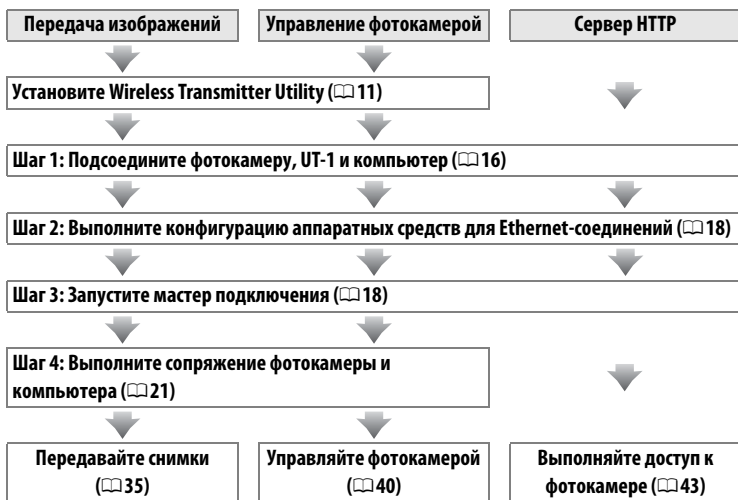 Передача изображений
Управление фотокамерой
Сервер HTTP
Установите Wireless Transmitter Utility (🕮11)
Шаг 1: Подсоедините фотокамеру, UT-1 и компьютер (🕮16)
Шаг 2: Выполните конфигурацию аппаратных средств для Ethernet-соединений (🕮18)
Шаг 3: Запустите мастер подключения (🕮18)
Шаг 4: Выполните сопряжение фотокамеры и
компьютера (🕮21)
Передавайте снимки
(🕮35)
Управляйте фотокамерой
(🕮40)
Выполняйте доступ к
фотокамере (🕮43)